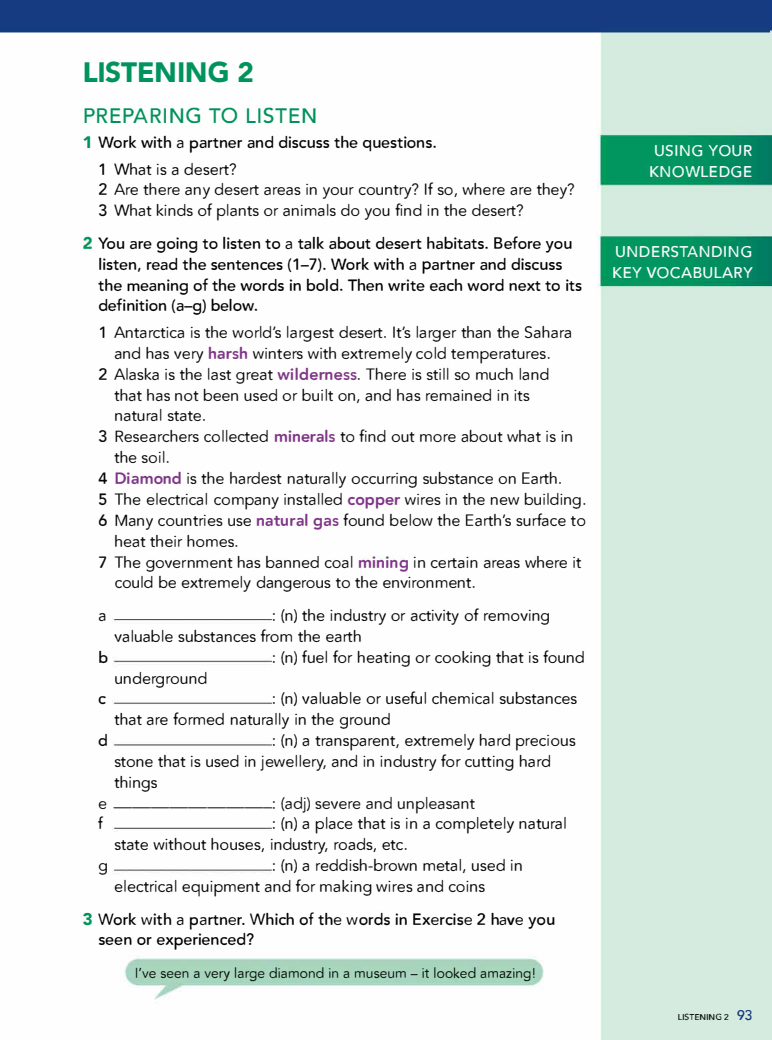 LISTENING 2
PREPARING TO LISTEN
1 Work with a partner and discuss the questions.
1 What is a desert?
2 Are there any desert areas in your country? If so, where are they?
3 What kinds of plants or animals do you find in the desert?
USING YOUR
KNOWLEDGE
2 You are going to listen to a talk about desert habitats. Before you
listen, read the sentences (1–7). Work with a partner and discuss
the meaning of the words in bold. Then write each word next to its
definition (a–g) below.
UNDERSTANDING
KEY VOCABULARY
1 Antarctica is the world's largest desert. It's larger than the Sahara
and has very harsh winters with extremely cold temperatures.
2 Alaska is the last great wilderness. There is still so much land
that has not been used or built on, and has remained in its
natural state.
3 Researchers collected minerals to find out more about what is in
the soil.
4 Diamond is the hardest naturally occurring substance on Earth.
5 The electrical company installed copper wires in the new building.
6 Many countries use natural gas found below the Earth's surface to
heat their homes.
7 The government has banned coal mining in certain areas where it
could be extremely dangerous to the environment.
a ____________________: (n) the industry or activity of removing
valuable substances from the earth
b ____________________: (n) fuel for heating or cooking that is found
underground
c ____________________: (n) valuable or useful chemical substances
that are formed naturally in the ground
d ____________________: (n) a transparent, extremely hard precious
stone that is used in jewellery, and in industry for cutting hard
things
e ____________________: (adj) severe and unpleasant
f ____________________: (n) a place that is in a completely natural
state without houses, industry, roads, etc.
g ____________________: (n) a reddish-brown metal, used in
electrical equipment and for making wires and coins
3 Work with a partner. Which of the words in Exercise 2 have you
seen or experienced?
I've seen a very large diamond in a museum – it looked amazing!
LISTENING 2 93